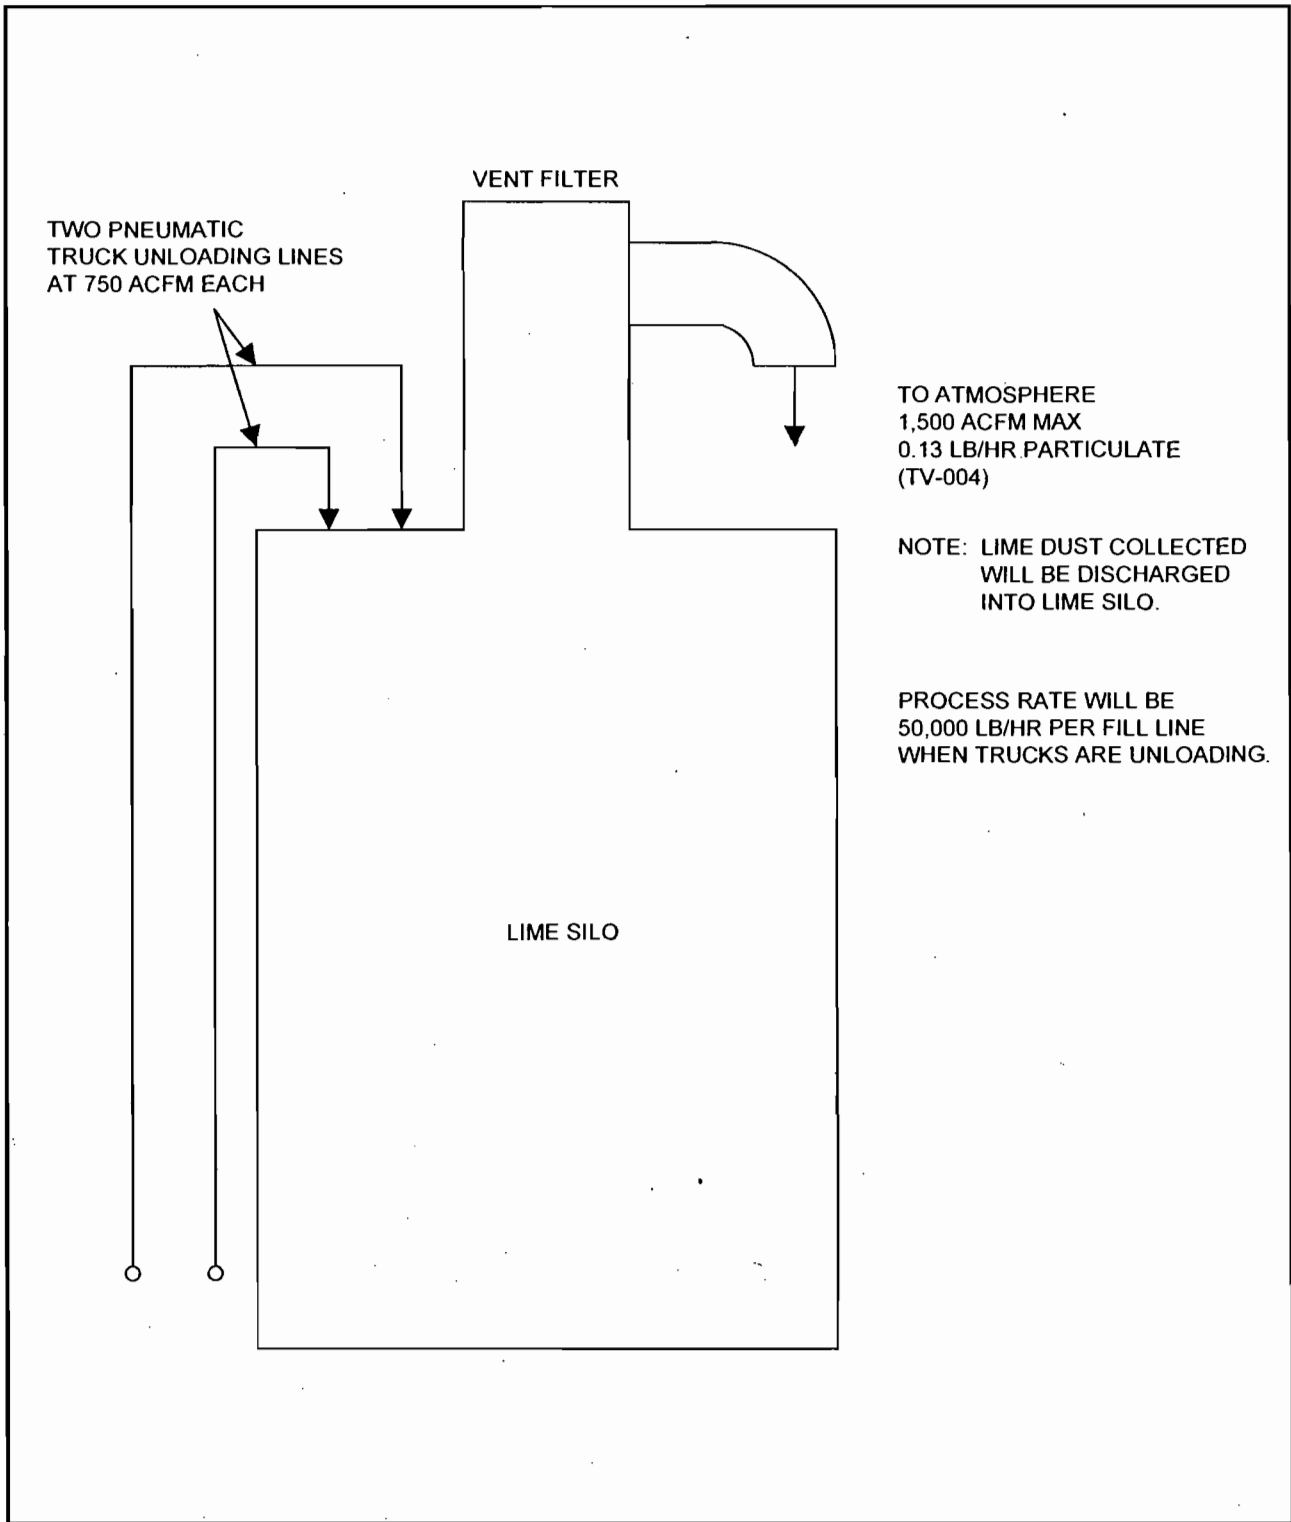 VENT FILTER
TWO PNEUMATIC
TRUCK UNLOADING LINES
AT 750 ACFM EACH
TO ATMOSPHERE
1,500 ACFM MAX
0.13 LB/HR PARTICULATE
(TV-004)
NOTE: LIME DUST COLLECTED
WILL BE DISCHARGED
INTO LIME SILO.
PROCESS RATE WILL BE
50,000 LB/HR PER FILL LINE
WHEN TRUCKS ARE UNLOADING.
LIME SILO